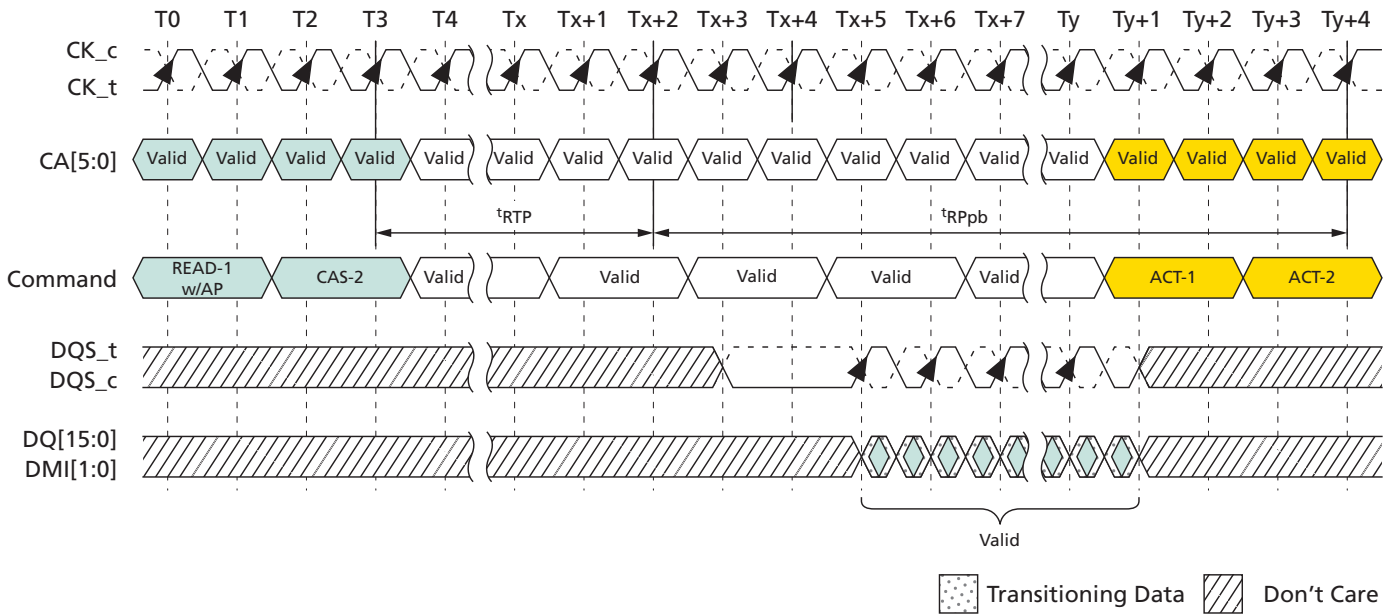 T0 T1 T2 T3 T4 Tx Tx+1 Tx+2 Tx+3 Tx+4 Tx+5 Tx+6 Tx+7 Ty Ty+1 Ty+2 Ty+3 Ty+4
CK_c
CK_t
CA[5:0] Valid Valid Valid Valid Valid Valid Valid Valid Valid Valid Valid Valid Valid Valid Valid Valid Valid Valid
tRTP tRPpb
Command READ-1 w/AP CAS-2 Valid Valid Valid Valid Valid ACT-1 ACT-2
DQS_t
DQS_c
DQ[15:0]
DMI[1:0]
Valid
Transitioning Data Don't Care